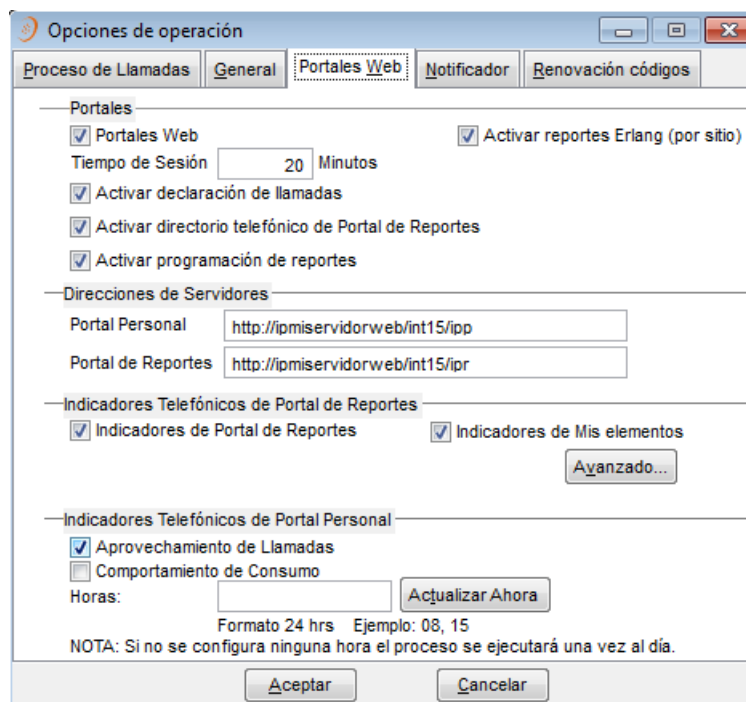 Opciones de operación
Proceso de Llamadas General Portales Web Notificador Renovación códigos
Portales
Portales Web Activar reportes Erlang (por sitio)
Tiempo de Sesión 20 Minutos
Activar declaración de llamadas
Activar directorio telefónico de Portal de Reportes
Activar programación de reportes
Direcciones de Servidores
Portal Personal http://ipmiservidorweb/int15/ipp
Portal de Reportes http://ipmiservidorweb/int15/ipr
Indicadores Telefónicos de Portal de Reportes
Indicadores de Portal de Reportes Indicadores de Mis elementos
Avanzado...
Indicadores Telefónicos de Portal Personal
Aprovechamiento de Llamadas
Comportamiento de Consumo
Horas: Actualizar Ahora
Formato 24 hrs Ejemplo: 08, 15
NOTA: Si no se configura ninguna hora el proceso se ejecutará una vez al día.
Aceptar Cancelar